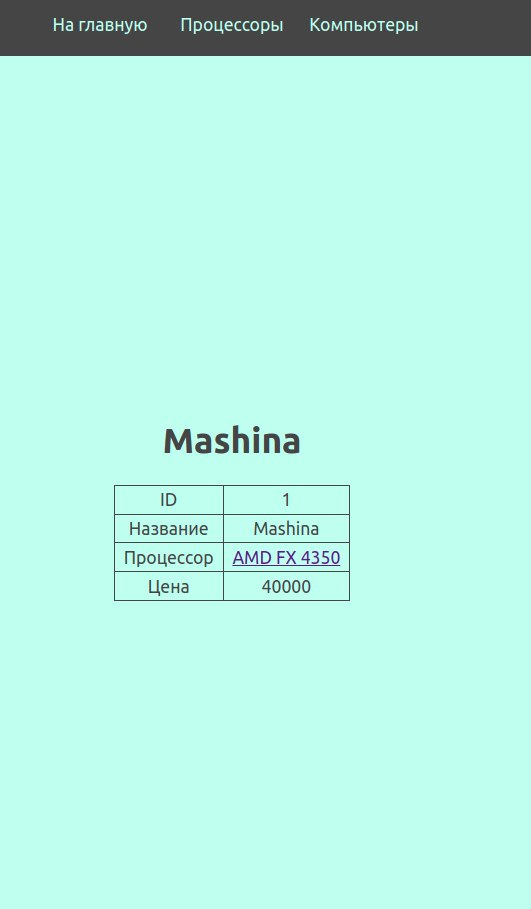 На главную Процессоры Компьютеры
Mashina
ID 1
Название Mashina
Процессор AMD FX 4350
Цена 40000